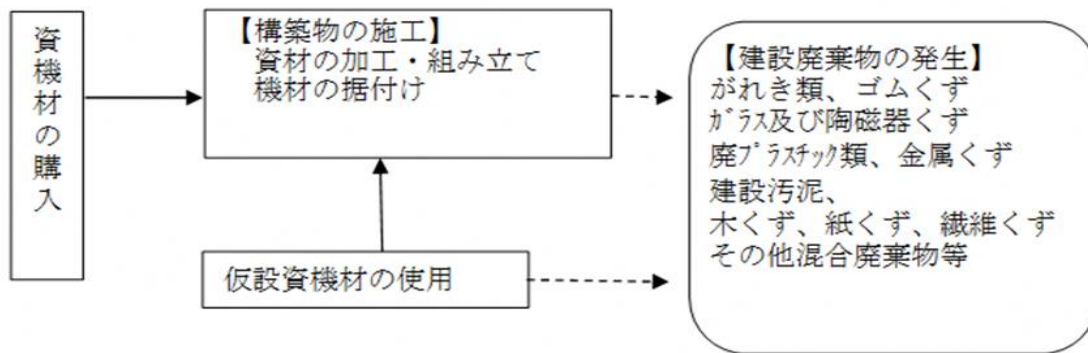 資機材の購入
【構築物の施工】
資材の加工・組み立て
機材の据付け
仮設資機材の使用
【建設廃棄物の発生】
がれき類、ゴムくず
ｶﾞﾗｽ及び陶磁器くず
廃ﾌﾟﾗｽﾁｯｸ類、金属くず
建設汚泥、
木くず、紙くず、繊維くず
その他混合廃棄物等